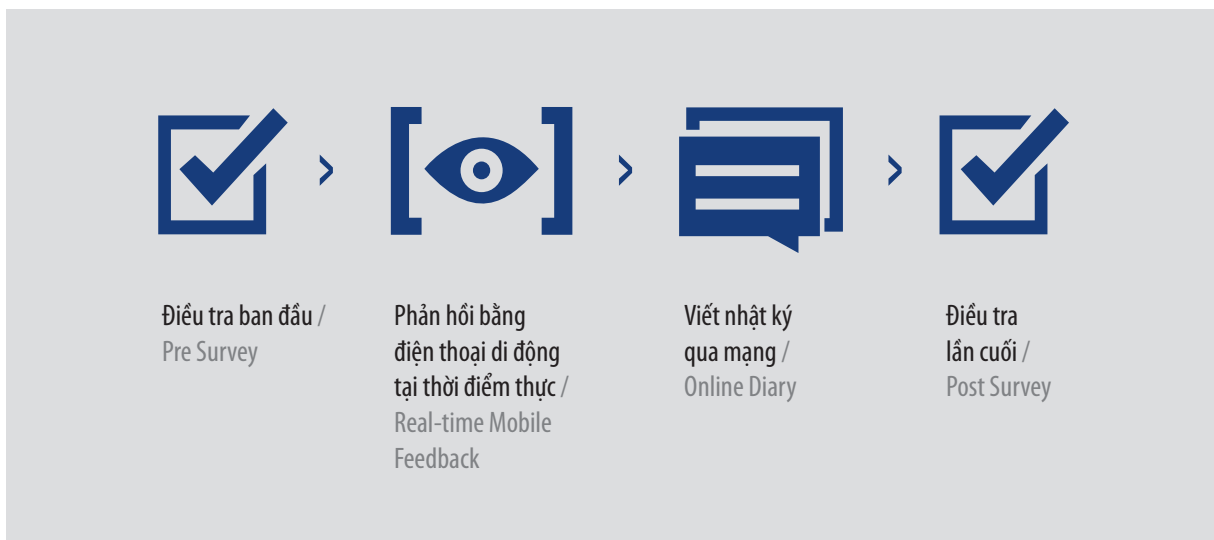 Điều tra ban đầu /
Pre Survey
Phản hồi bằng
điện thoại di động
tại thời điểm thực /
Real-time Mobile
Feedback
Viết nhật ký
qua mạng /
Online Diary
Điều tra
lần cuối /
Post Survey